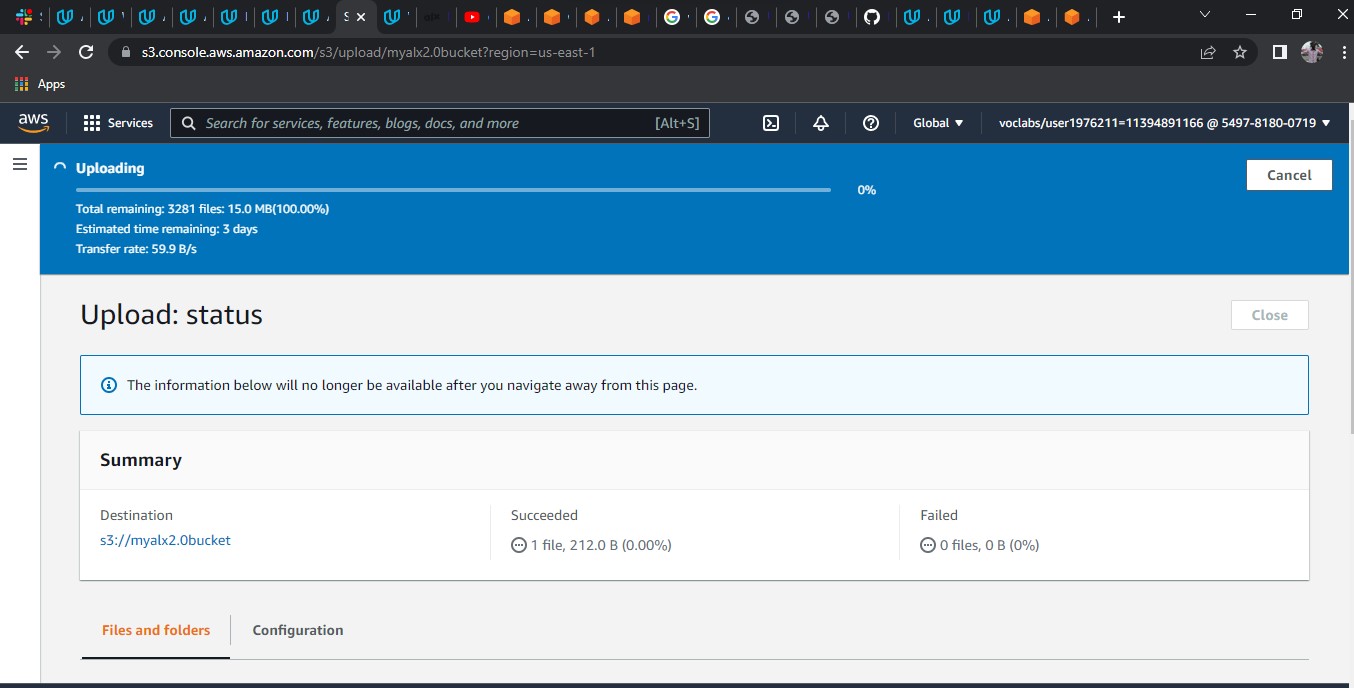 s3.console.aws.amazon.com/s3/upload/myalx2.0bucket?region=us-east-1
Apps
aws
Services
Search for services, features, blogs, docs, and more
[Alt+S]
Global
voclabs/user1976211=11394891166 @ 5497-8180-0719
Uploading
Cancel
0%
Total remaining: 3281 files: 15.0 MB(100.00%)
Estimated time remaining: 3 days
Transfer rate: 59.9 B/s
Upload: status
Close
The information below will no longer be available after you navigate away from this page.
Summary
Destination
s3://myalx2.0bucket
Succeeded
1 file, 212.0 B (0.00%)
Failed
0 files, 0 B (0%)
Files and folders
Configuration